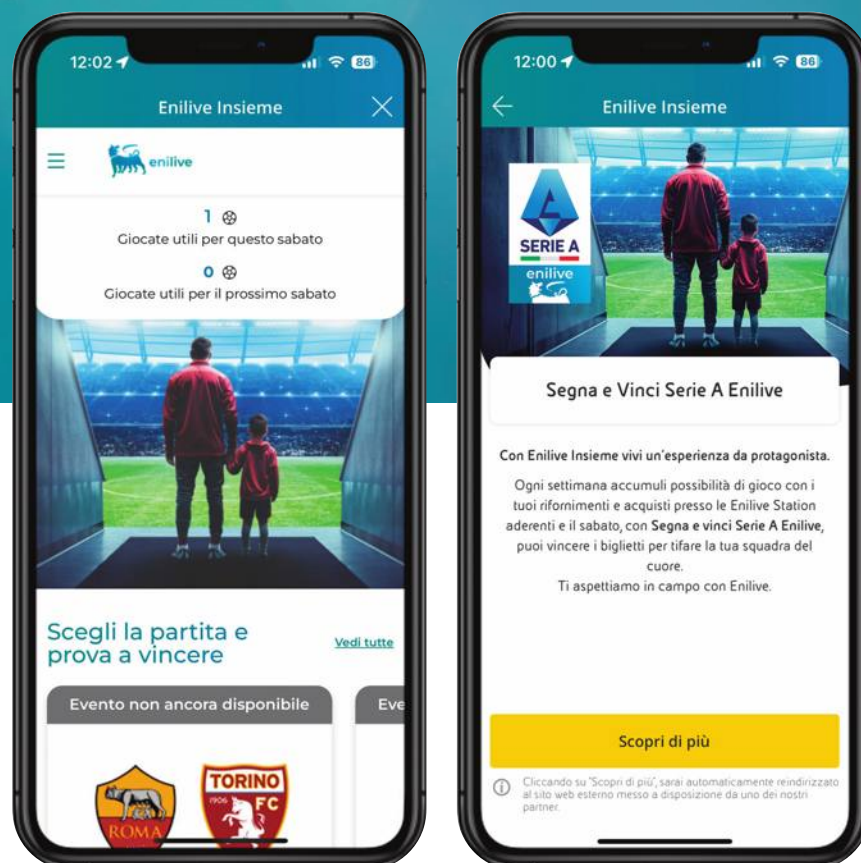 12:02
86
Enilive Insieme
enilive
1
Giocate utili per questo sabato
0
Giocate utili per il prossimo sabato
Scegli la partita e
prova a vincere
Vedi tutte
Evento non ancora disponibile
Eve
ROMA
TORINO
1906
FC
12:00
86
Enilive Insieme
SERIE A
enilive
Segna e Vinci Serie A Enilive
Con Enilive Insieme vivi un'esperienza da protagonista.
Ogni settimana accumuli possibilità di gioco con i
tuoi rifornimenti e acquisti presso le Enilive Station
aderenti e il sabato, con Segna e vinci Serie A Enilive,
puoi vincere i biglietti per tifare la tua squadra del
cuore.
Ti aspettiamo in campo con Enilive.
Scopri di più
Cliccando su "Scopri di più", sarai automaticamente reindirizzato
al sito web esterno messo a disposizione da uno dei nostri
partner.